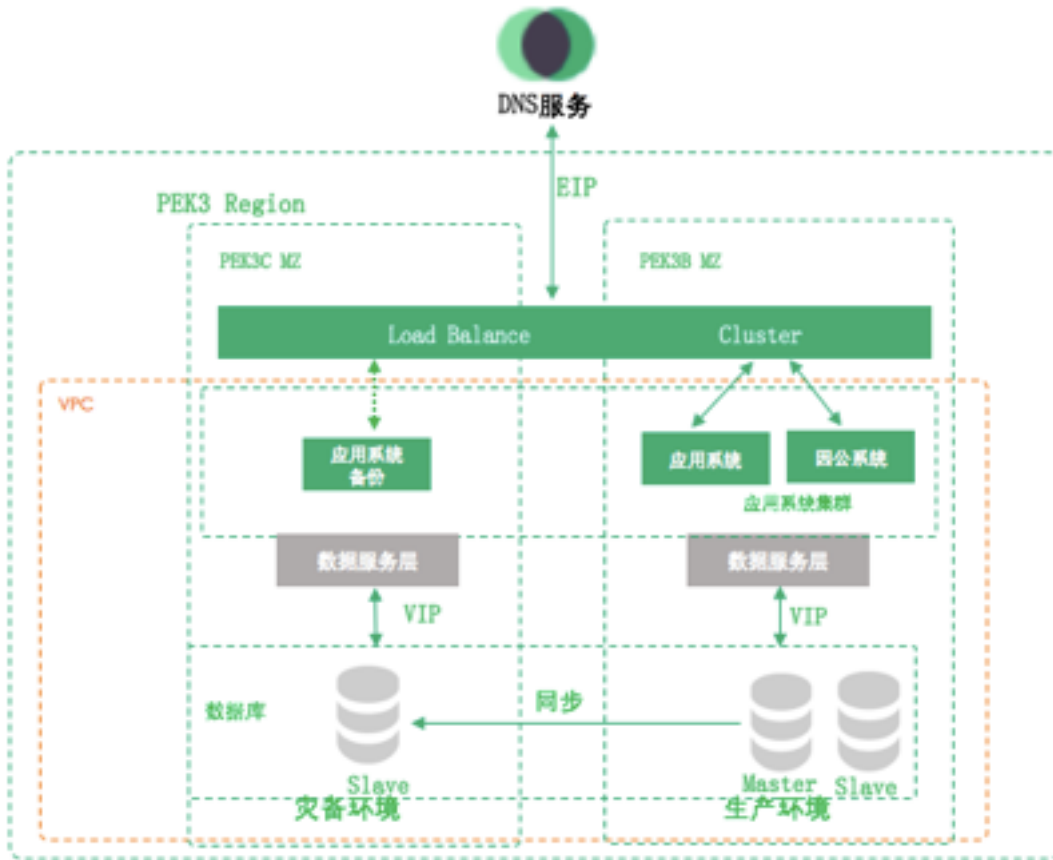 DNS服务
EIP
PEK3 Region
PEK3C MZ
PEK3B MZ
Load Balance
Cluster
VPC
应用系统
备份
应用系统
因公系统
应用系统集群
数据服务层
数据服务层
VIP
VIP
数据库
同步
Slave
Master
Slave
灾备环境
生产环境